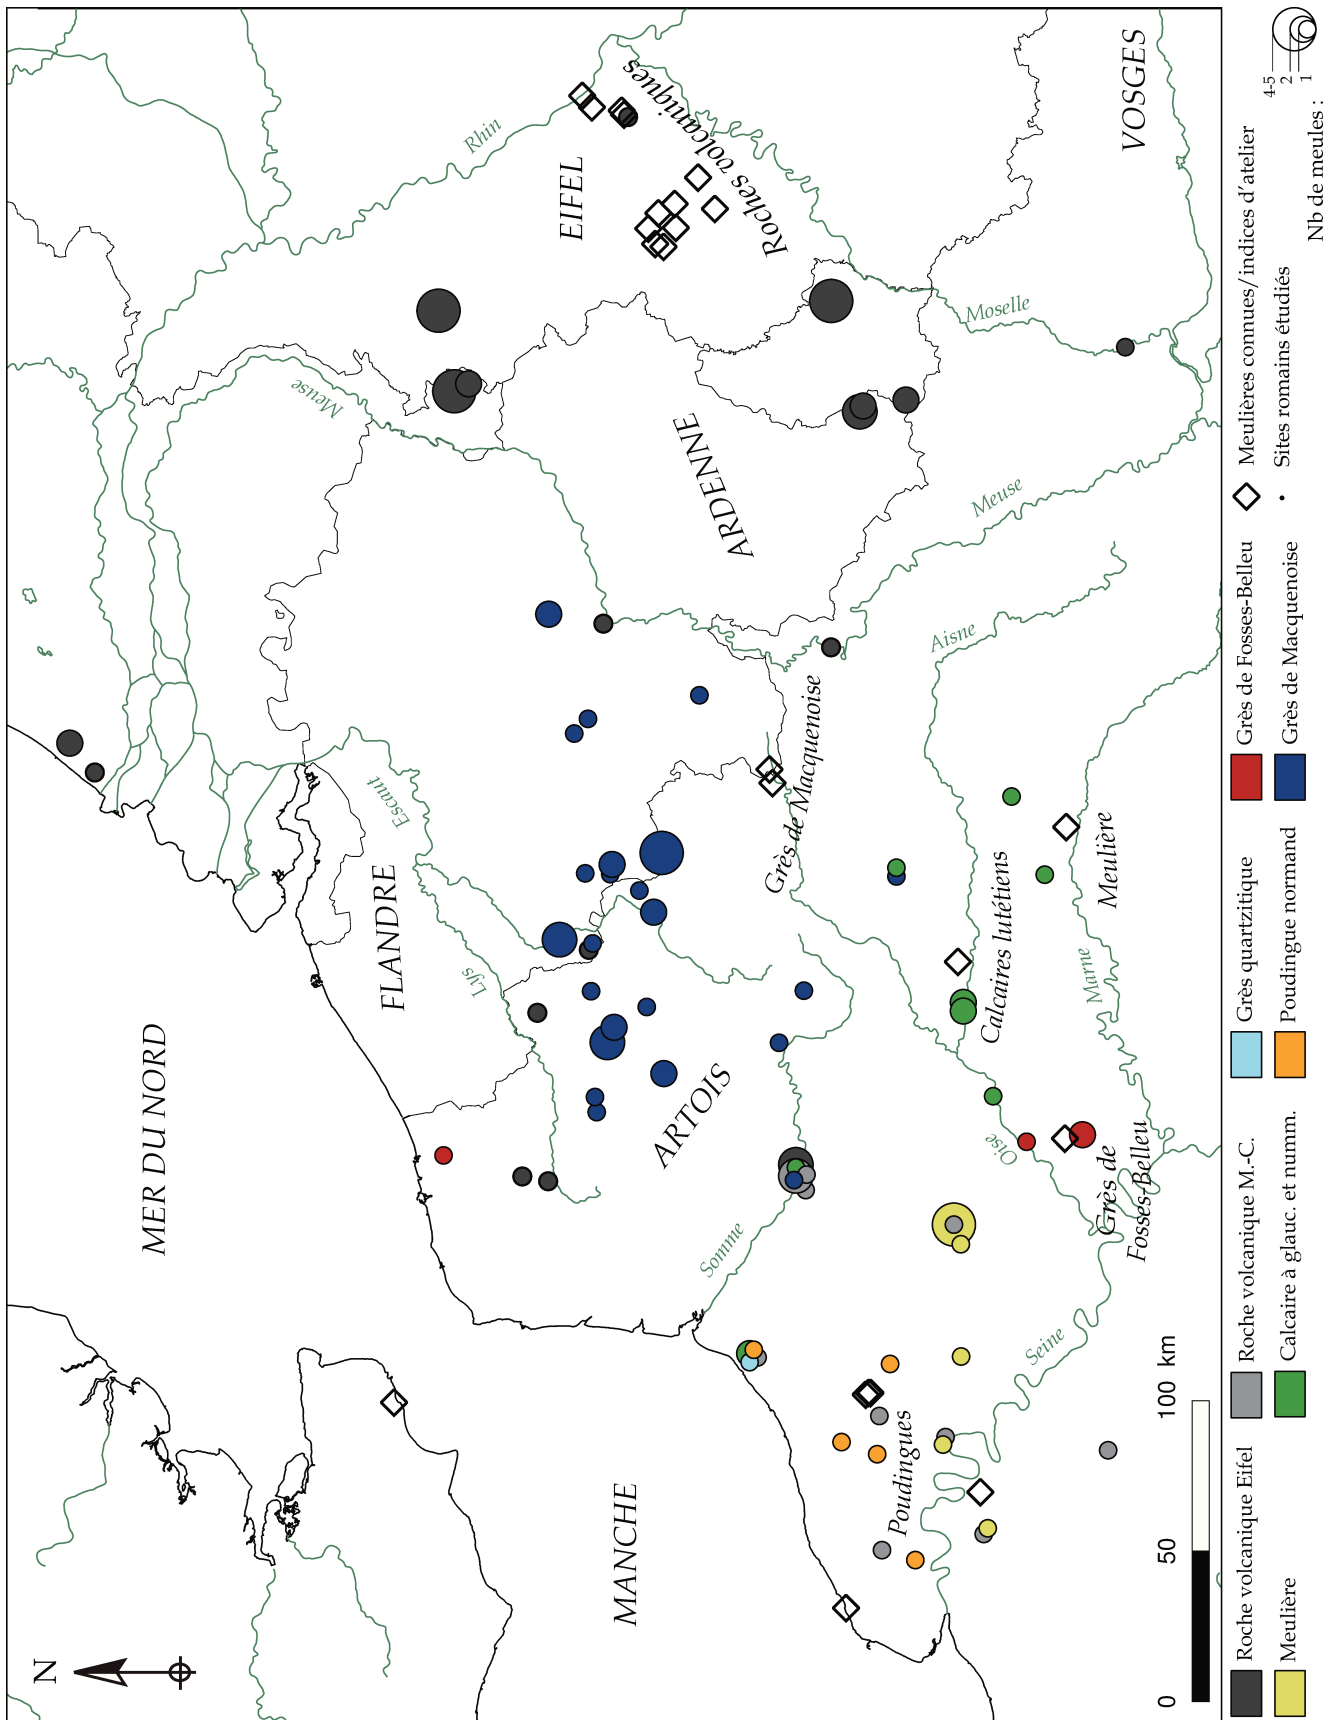 N
MER DU NORD
MANCHE
FLANDRE
ARTOIS
ARDENNE
EIFEL
VOSGES
Rhin
Meuse
Escaut
Lys
Somme
Oise
Seine
Marne
Aisne
Meuse
Moselle
Roches volcaniques
Grès de Macquenoise
Calcaires lutétiens
Meulière
Grès de
Fosses-Belleu
Poudingues
0 50 100 km
Roche volcanique Eifel
Roche volcanique M.-C.
Grès quartzitique
Grès de Fosses-Belleu
Meulières connues/indices d'atelier
Meulière
Calcaire à glauc. et numm.
Poudingue normand
Grès de Macquenoise
Sites romains étudiés
Nb de meules :
4-5
2
1